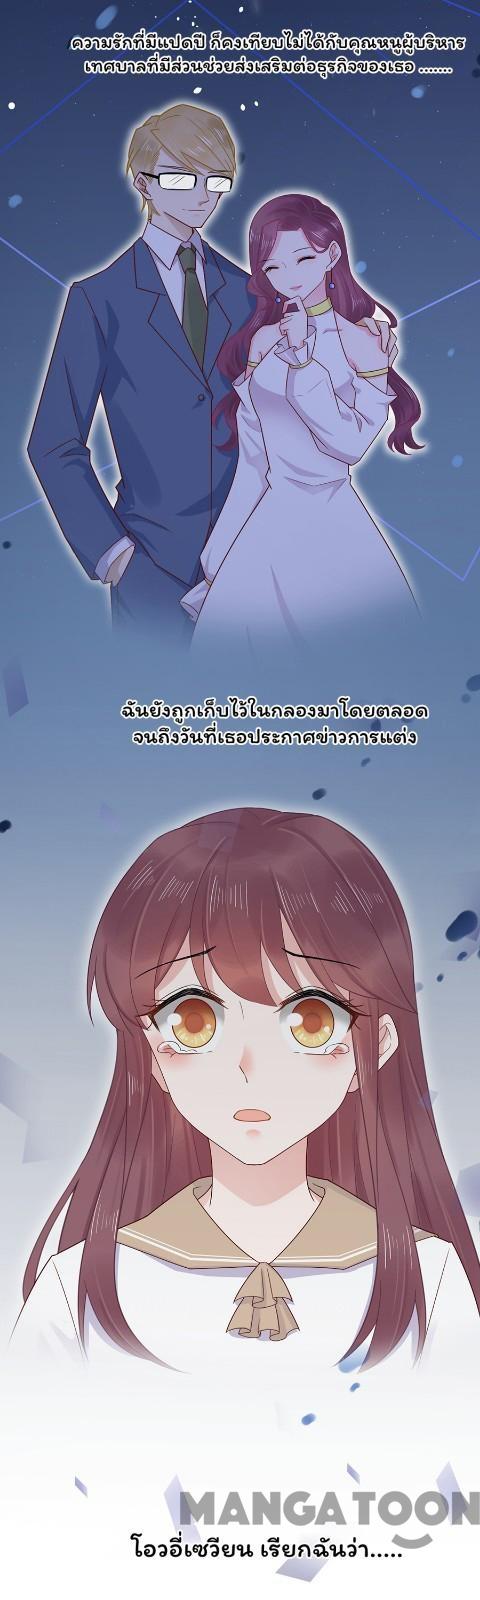 ความรักที่มีแปดปี ก็คงเทียบไม่ได้กับคุณหนูผู้บริหาร
เทศบาลที่มีส่วนช่วยส่งเสริมต่อธุรกิจของเธอ .......
ฉันยังถูกเก็บไว้ในกลองมาโดยตลอด
จนถึงวันที่เธอประกาศข่าวการแต่ง
MANGATOON
โอวอี่เซวียน เรียกฉันว่า.....